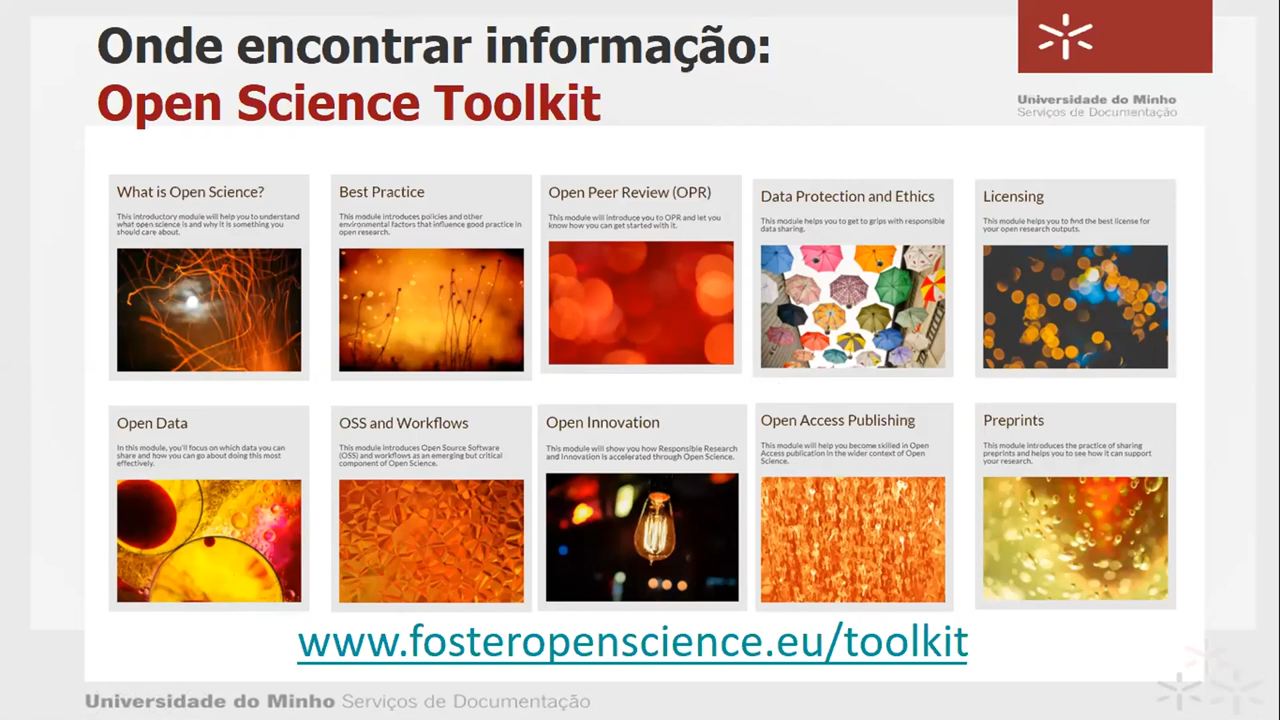 Onde encontrar informação:
Open Science Toolkit
Universidade do Minho
Serviços de Documentação
What is Open Science?
This introductory module will help you to understand
what open science is and why it is something you
should care about.
Best Practice
This module introduces policies and other
environmental factors that influence good practice in
open research.
Open Peer Review (OPR)
This module will introduce you to OPR and let you
know how you can get started with it.
Data Protection and Ethics
This module helps you to get to grips with responsible
data sharing.
Licensing
This module helps you to find the best license for
your open research outputs.
Open Data
In this module, you'll focus on which data you can
share and how you can go about doing this most
effectively.
OSS and Workflows
This module introduces Open Source Software
(OSS) and workflows as an emerging but critical
component of Open Science.
Open Innovation
This module will show you how Responsible Research
and Innovation is accelerated through Open Science.
Open Access Publishing
This module will help you become skilled in Open
Access publication in the wider context of Open
Science.
Preprints
This module introduces the practice of sharing
preprints and helps you to see how it can support
your research.
www.fosteropenscience.eu/toolkit
Universidade do Minho Serviços de Documentação